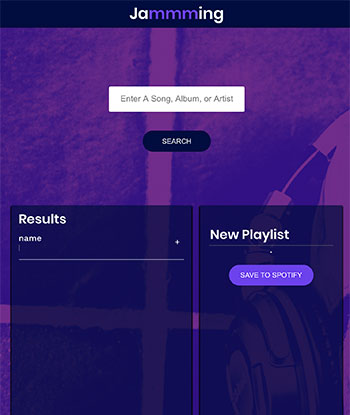 Jammming
Enter A Song, Album, or Artist
SEARCH
Results
name
+
|
New Playlist
SAVE TO SPOTIFY